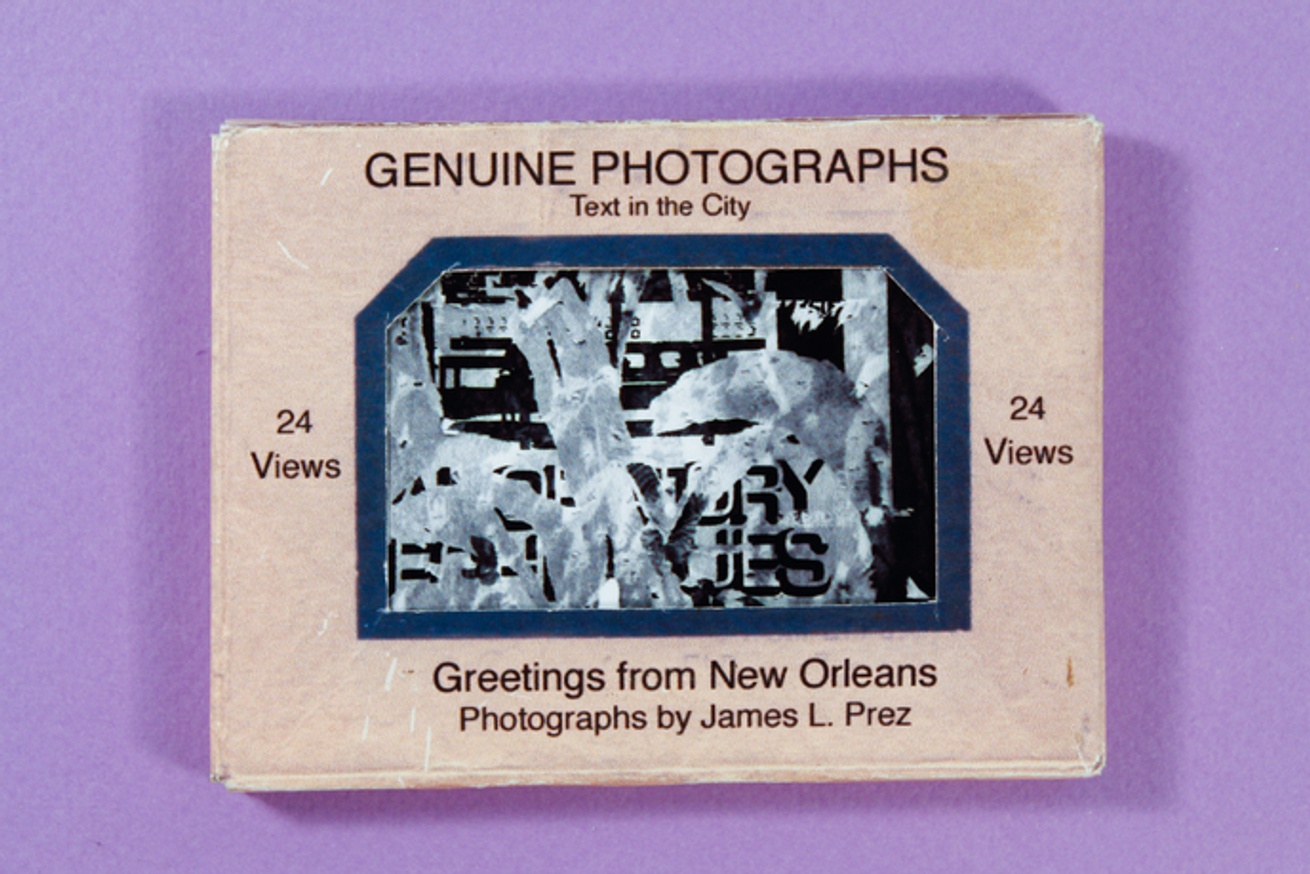 GENUINE PHOTOGRAPHS
Text in the City
24
Views
24
Views
Greetings from New Orleans
Photographs by James L. Prez